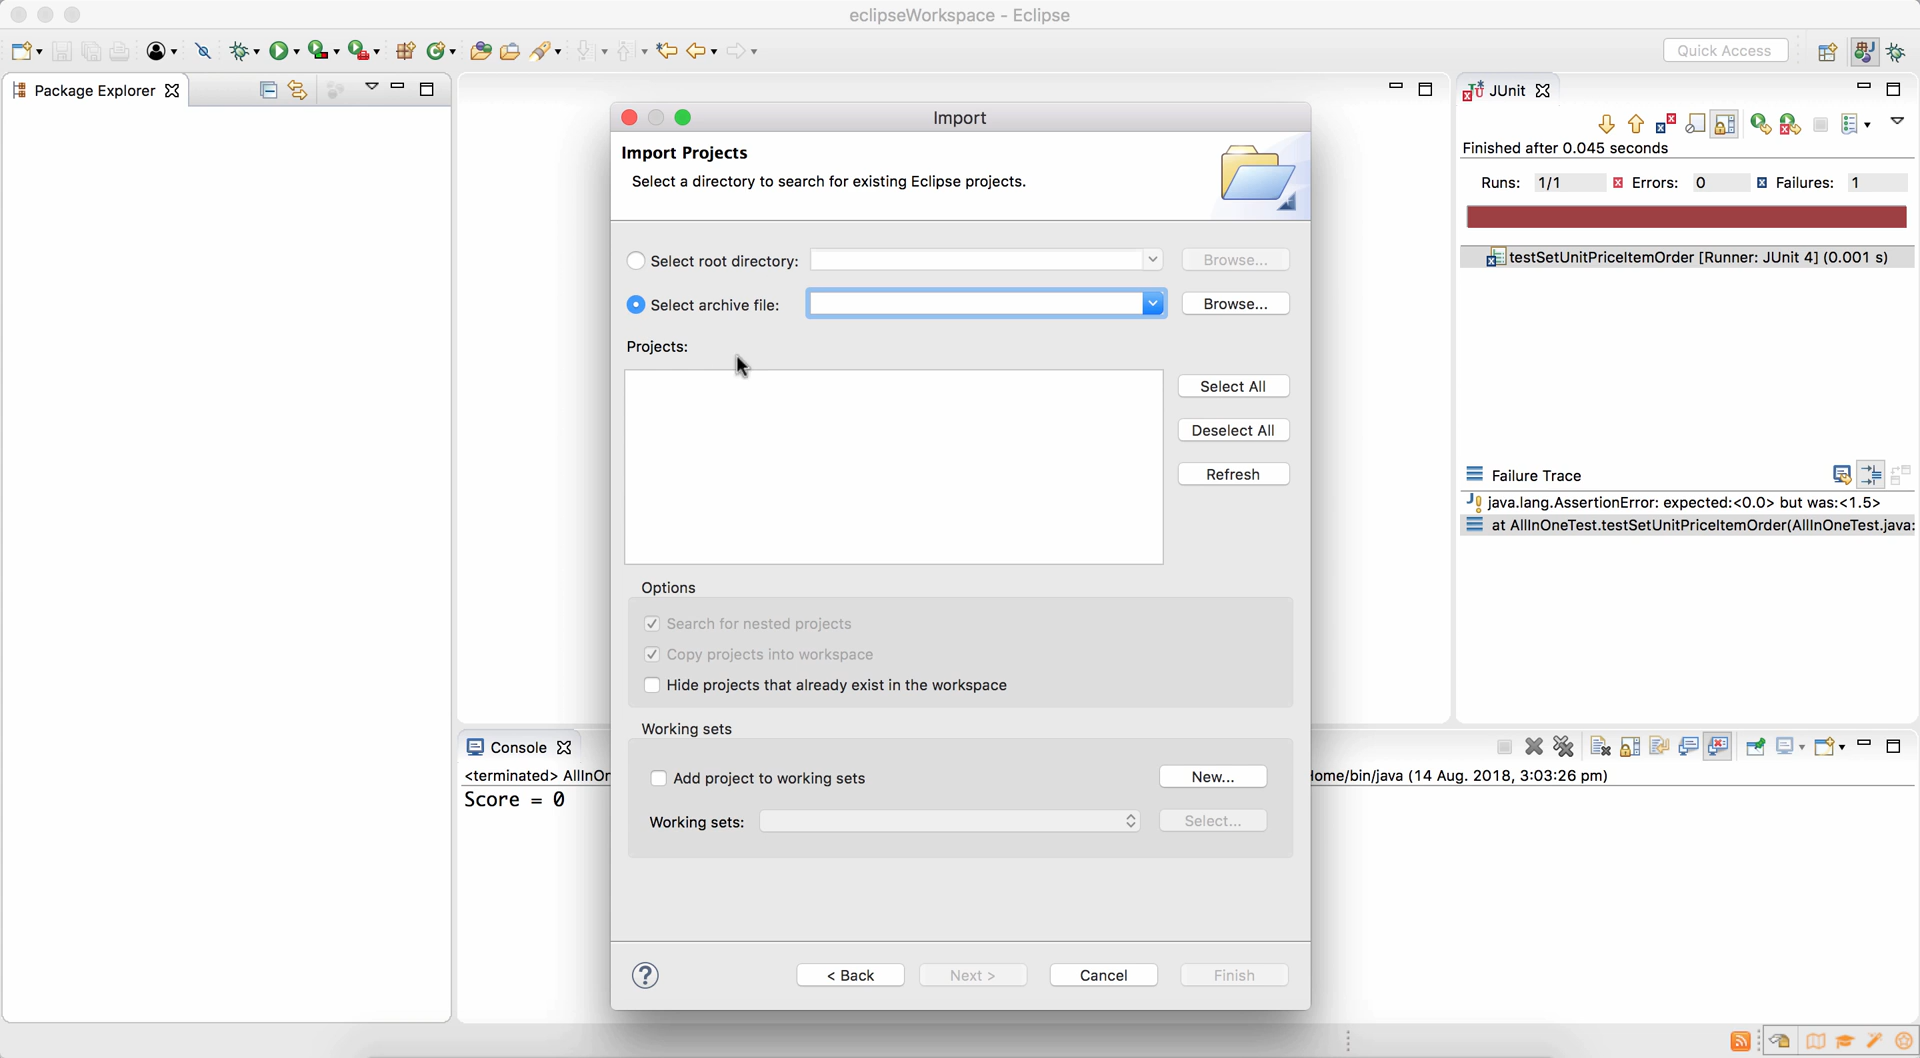 eclipseWorkspace - Eclipse
Quick Access
Package Explorer
JUnit
Import
Import Projects
Select a directory to search for existing Eclipse projects.
Finished after 0.045 seconds
Runs: 1/1 Errors: 0 Failures: 1
testSetUnitPriceItemOrder [Runner: JUnit 4] (0.001 s)
Select root directory:
Browse...
Select archive file:
Browse...
Projects:
Select All
Deselect All
Refresh
Failure Trace
java.lang.AssertionError: expected:<0.0> but was:<1.5>
at AllInOneTest.testSetUnitPriceItemOrder(AllInOneTest.java:
Options
Search for nested projects
Copy projects into workspace
Hide projects that already exist in the workspace
Working sets
Add project to working sets
New...
Working sets:
Select...
Console
<terminated> AllInOr
ome/bin/java (14 Aug. 2018, 3:03:26 pm)
Score = 0
?
< Back
Next >
Cancel
Finish